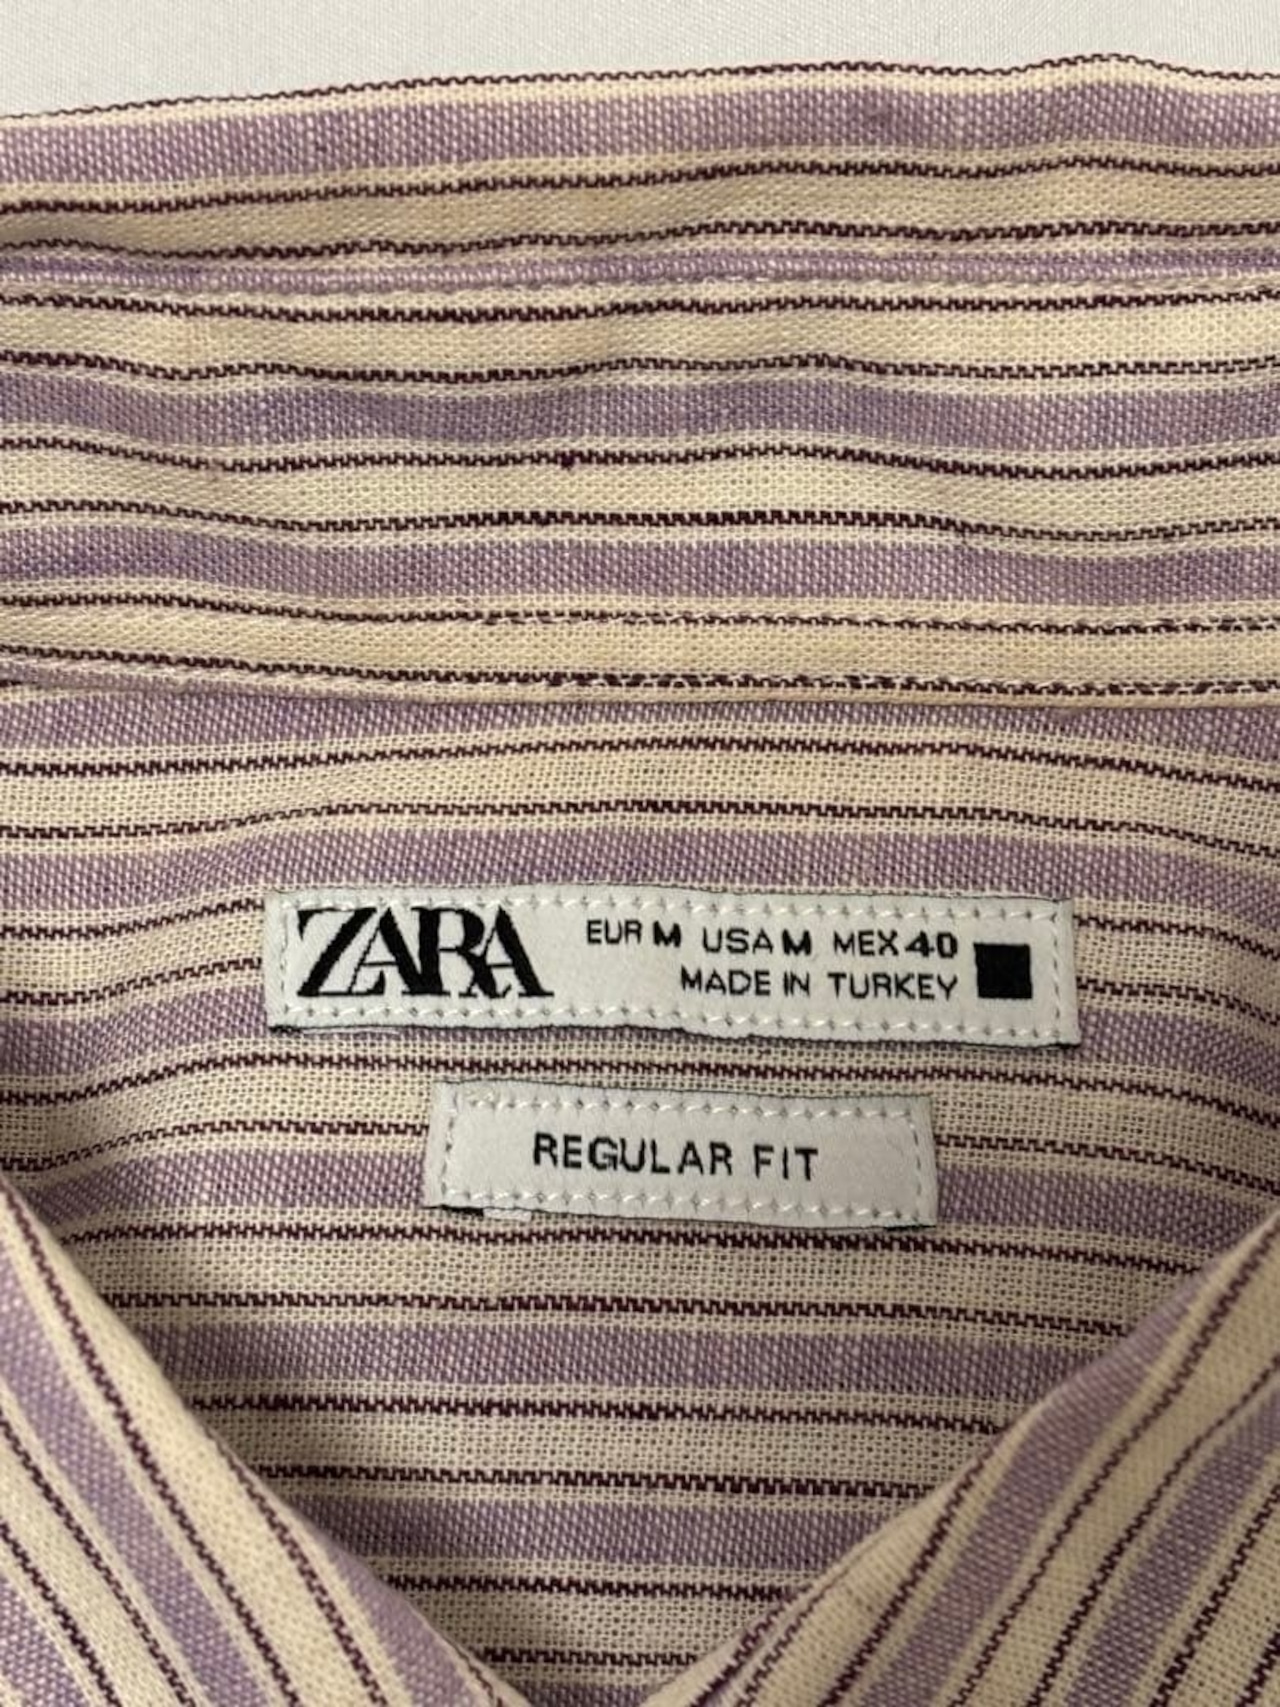 ZARA
EUR M USA M MEX 40
MADE IN TURKEY
REGULAR FIT